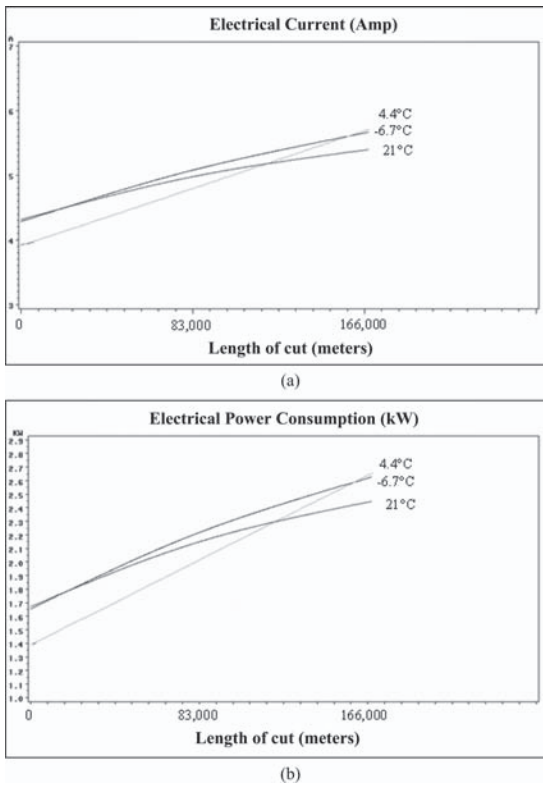 Electrical Current (Amp)
A
7
6
5
4
3
4.4°C
-6.7°C
21°C
0 83,000 166,000
Length of cut (meters)
(a)
Electrical Power Consumption (kW)
KW
2.9
2.8
2.7
2.6
2.5
2.4
2.3
2.2
2.1
2.0
1.9
1.8
1.7
1.6
1.5
1.4
1.3
1.2
1.1
1.0
4.4°C
-6.7°C
21°C
0 83,000 166,000
Length of cut (meters)
(b)